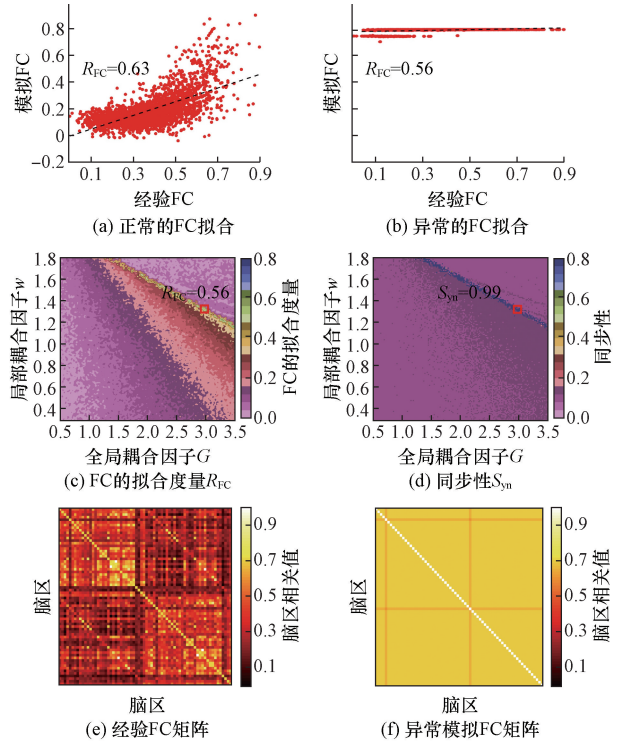 0.8
0.6
0.4
0.2
0
−0.2
模拟FC
R_FC=0.63
0.1 0.3 0.5 0.7 0.9
经验FC
(a) 正常的FC拟合
模拟FC
R_FC=0.56
0.1 0.3 0.5 0.7 0.9
经验FC
(b) 异常的FC拟合
1.8
1.6
1.4
1.2
1.0
0.8
0.6
0.4
局部耦合因子w
R_FC=0.56
0.5 1.0 1.5 2.0 2.5 3.0 3.5
全局耦合因子G
0.8
0.6
0.4
0.2
0.0
FC的拟合度量
(c) FC的拟合度量R_FC
1.8
1.6
1.4
1.2
1.0
0.8
0.6
0.4
局部耦合因子w
S_yn=0.99
0.5 1.0 1.5 2.0 2.5 3.0 3.5
全局耦合因子G
0.8
0.6
0.4
0.2
0.0
同步性
(d) 同步性S_yn
脑区
脑区
0.9
0.7
0.5
0.3
0.1
脑区相关值
(e) 经验FC矩阵
脑区
脑区
0.9
0.7
0.5
0.3
0.1
脑区相关值
(f) 异常模拟FC矩阵